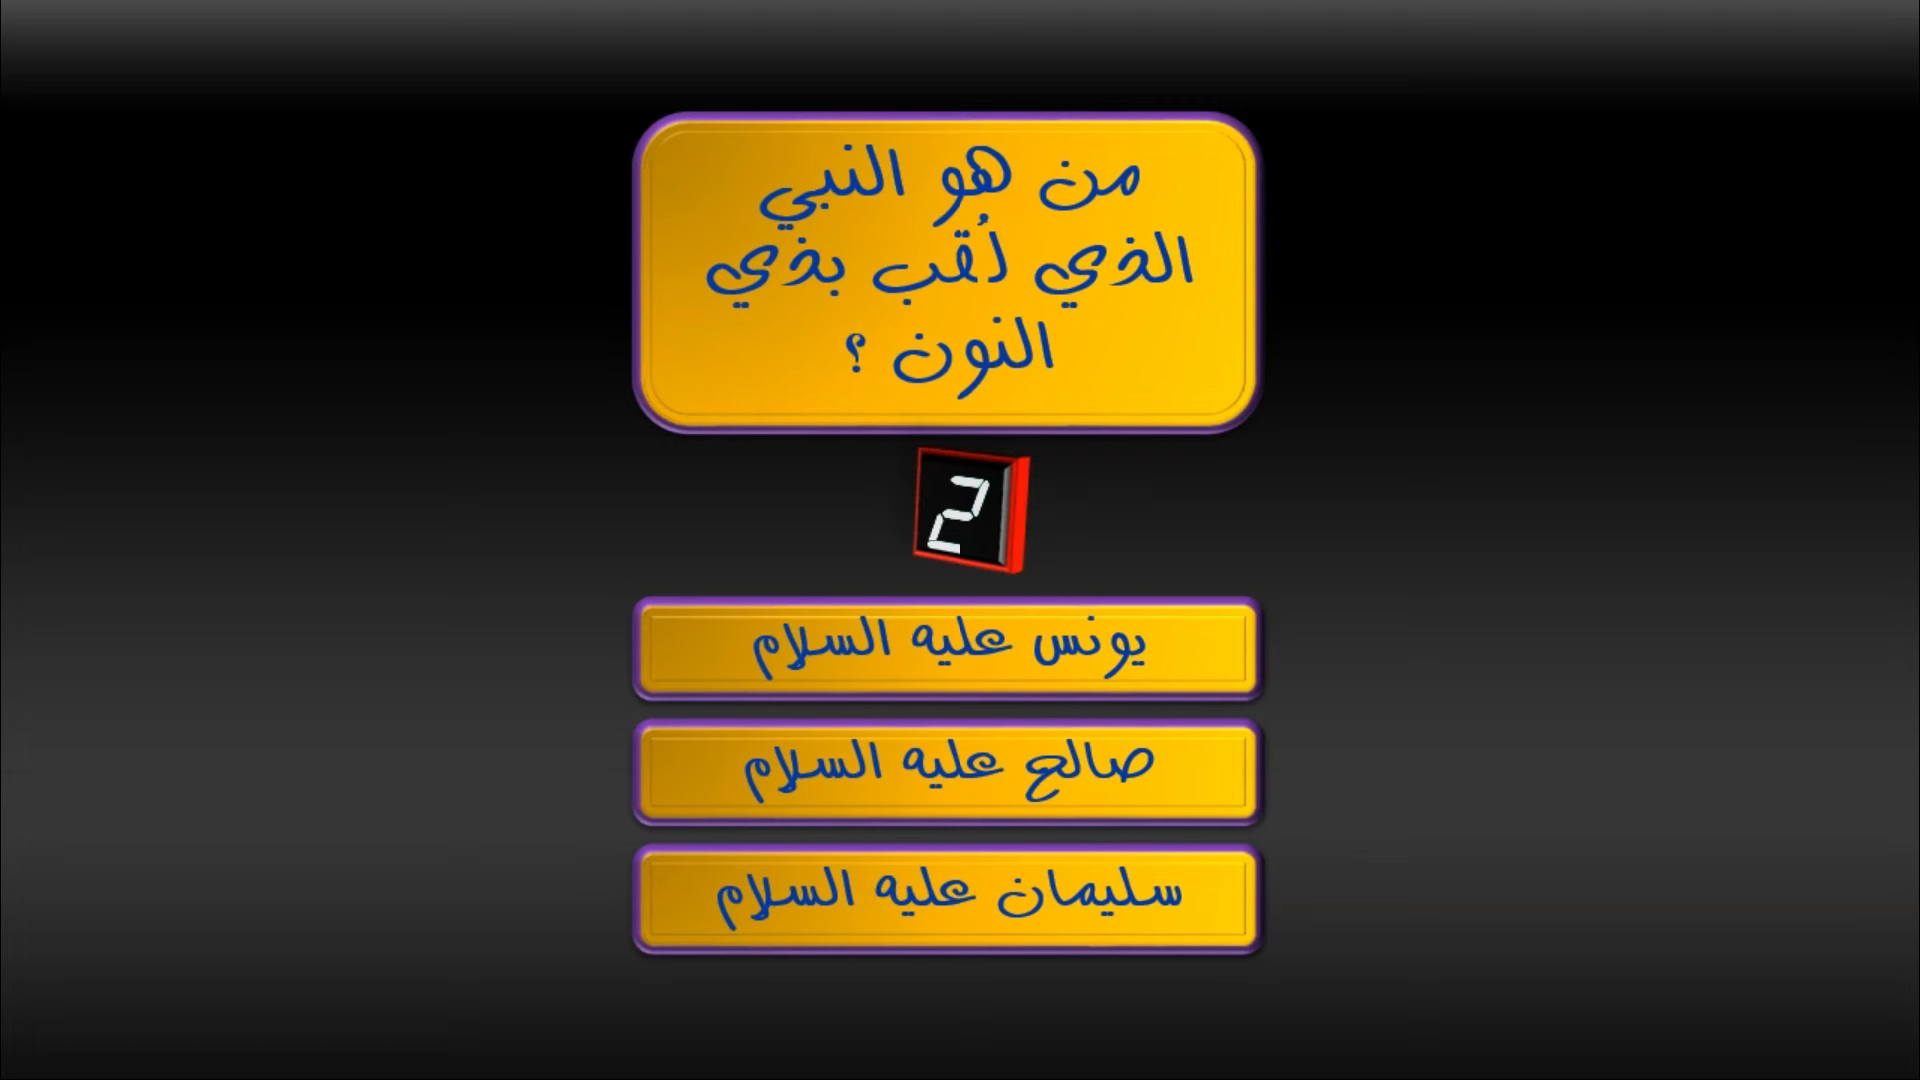 من هو النبي
الذي لُقب بذي
النون ؟
2
يونس عليه السلام
صالح عليه السلام
سليمان عليه السلام